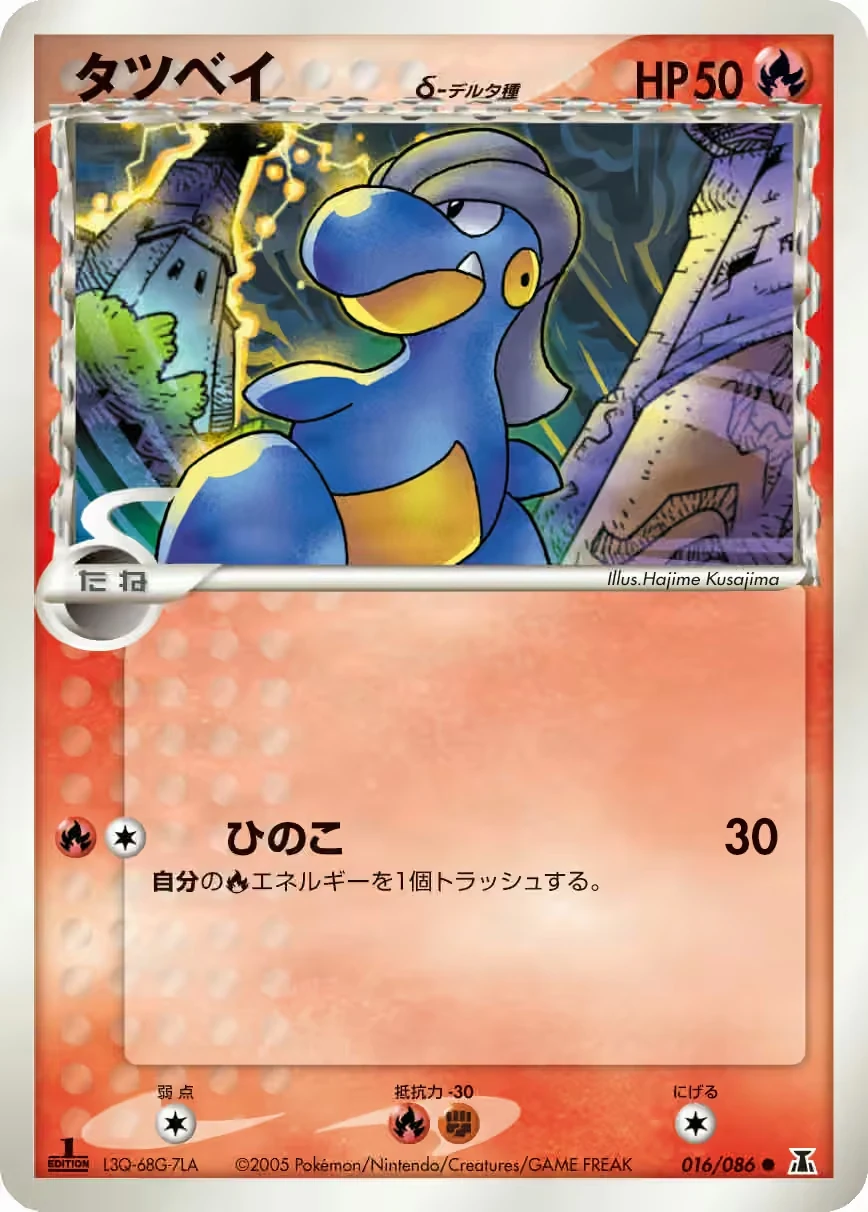 タツベイ δ-デルタ種 HP50
たね
Illus.Hajime Kusajima
ひのこ 30
自分のエネルギーを1個トラッシュする。
弱点 抵抗力 -30 にげる
1 EDITION L3Q-68G-7LA ©2005 Pokémon/Nintendo/Creatures/GAME FREAK 016/086